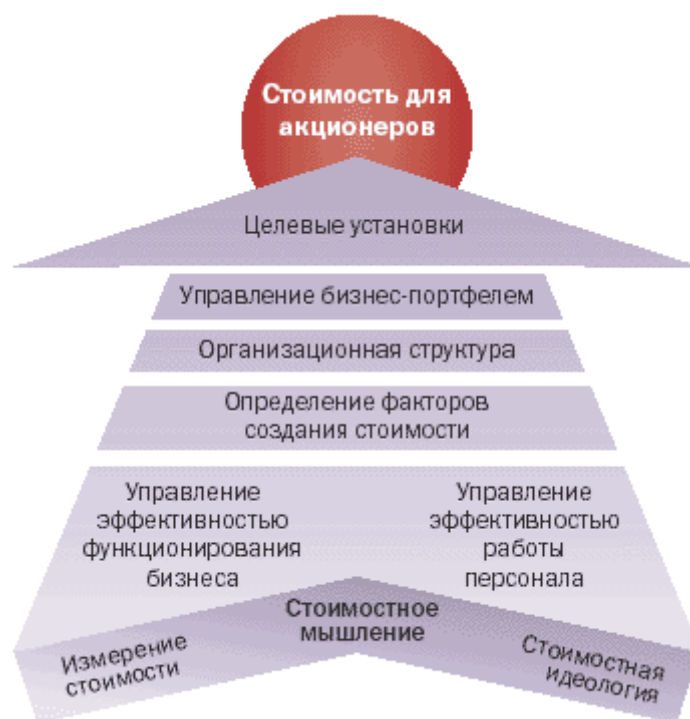 Стоимость для
акционеров
Целевые установки
Управление бизнес-портфелем
Организационная структура
Определение факторов
создания стоимости
Управление
эффективностью
функционирования
бизнеса
Управление
эффективностью
работы
персонала
Стоимостное
мышление
Измерение
стоимости
Стоимостная
идеология